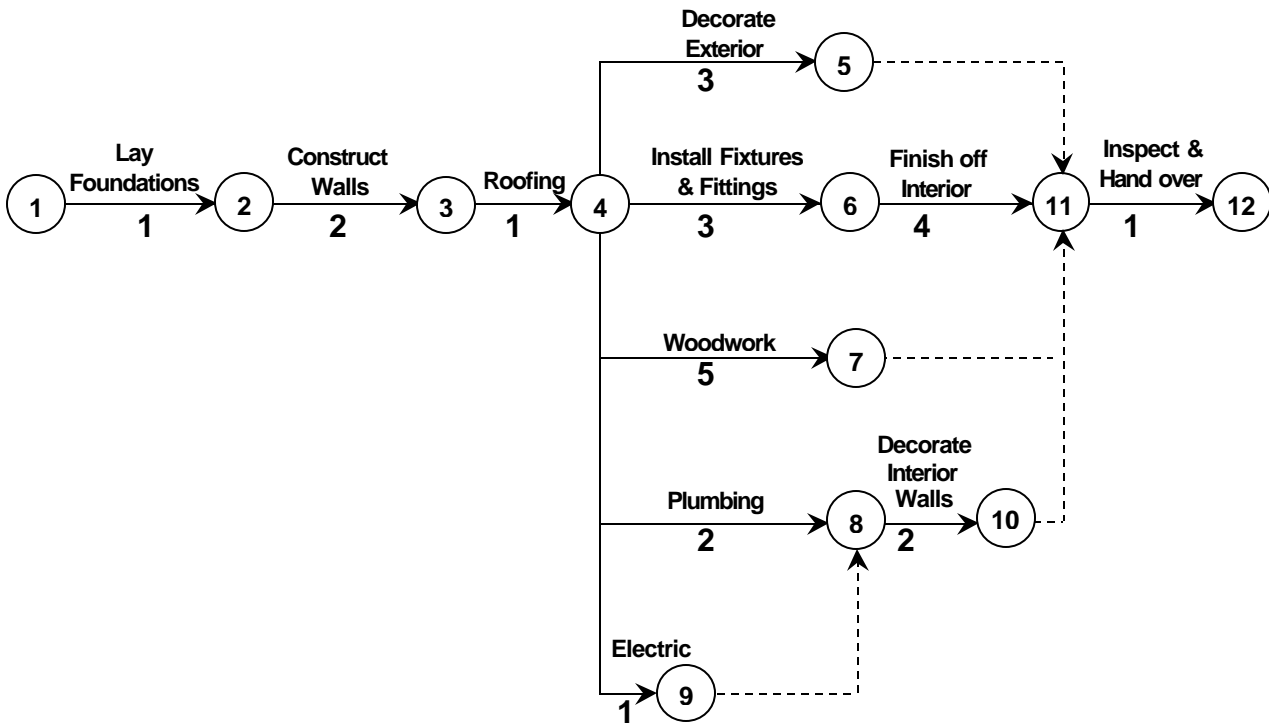 Decorate
Exterior
3
5
Lay
Foundations
1
Construct
Walls
2
Roofing
1
Install Fixtures
& Fittings
3
Finish off
Interior
4
Inspect &
Hand over
1
1
2
3
4
6
11
12
Woodwork
5
7
Plumbing
2
8
Decorate
Interior
Walls
2
10
Electric
1
9